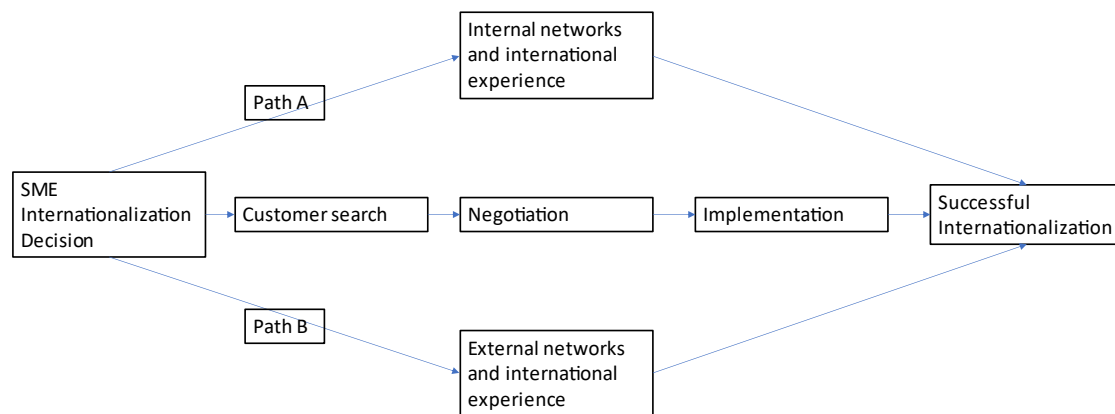 Internal networks
and international
experience
Path A
SME
Internationalization
Decision
Customer search
Negotiation
Implementation
Successful
Internationalization
Path B
External networks
and international
experience